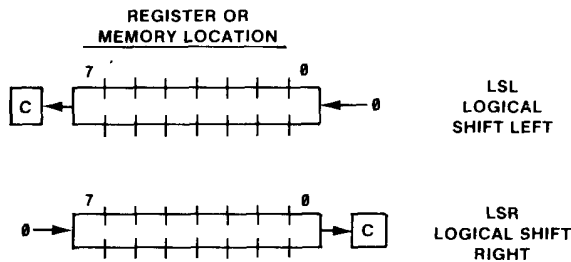 REGISTER OR
MEMORY LOCATION
7 0
C 0
LSL
LOGICAL
SHIFT LEFT
7 0
0 C
LSR
LOGICAL SHIFT
RIGHT